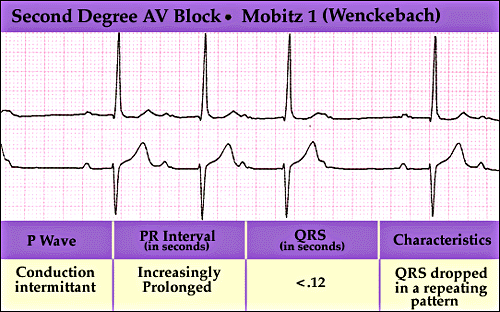 Second Degree AV Block • Mobitz 1 (Wenckebach)
P Wave
PR Interval
(in seconds)
QRS
(in seconds)
Characteristics
Conduction
intermittant
Increasingly
Prolonged
<.12
QRS dropped
in a repeating
pattern